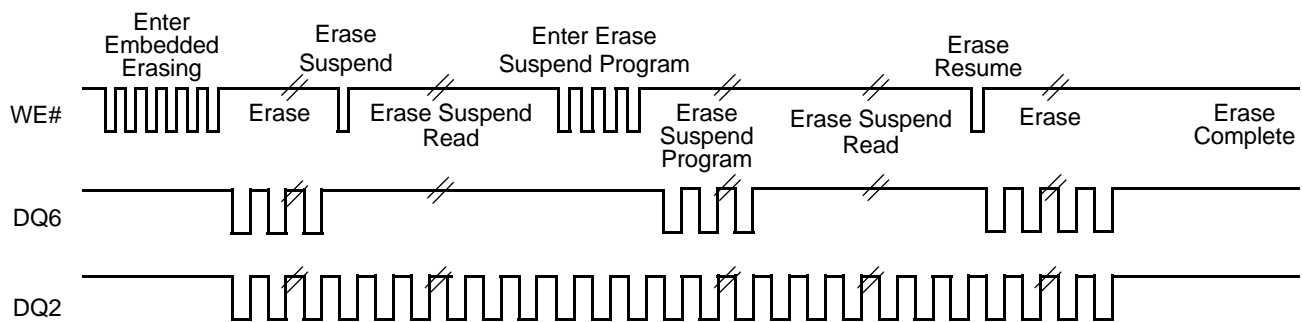 Enter
Embedded
Erasing
Erase
Suspend
Enter Erase
Suspend Program
Erase
Resume
WE#
Erase
Erase Suspend
Read
Erase
Suspend
Program
Erase Suspend
Read
Erase
Erase
Complete
DQ6
DQ2